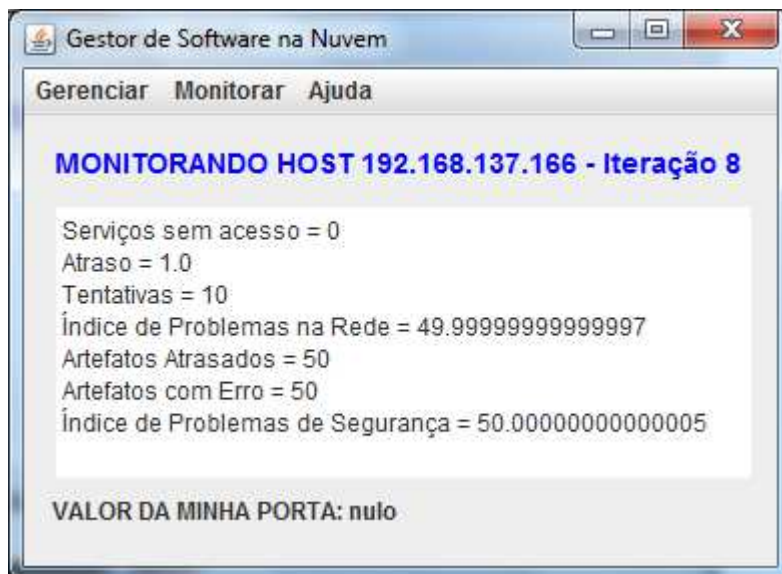 Gestor de Software na Nuvem
Gerenciar Monitorar Ajuda
MONITORANDO HOST 192.168.137.166 - Iteração 8
Serviços sem acesso = 0
Atraso = 1.0
Tentativas = 10
Índice de Problemas na Rede = 49.99999999999997
Artefatos Atrasados = 50
Artefatos com Erro = 50
Índice de Problemas de Segurança = 50.00000000000005
VALOR DA MINHA PORTA: nulo